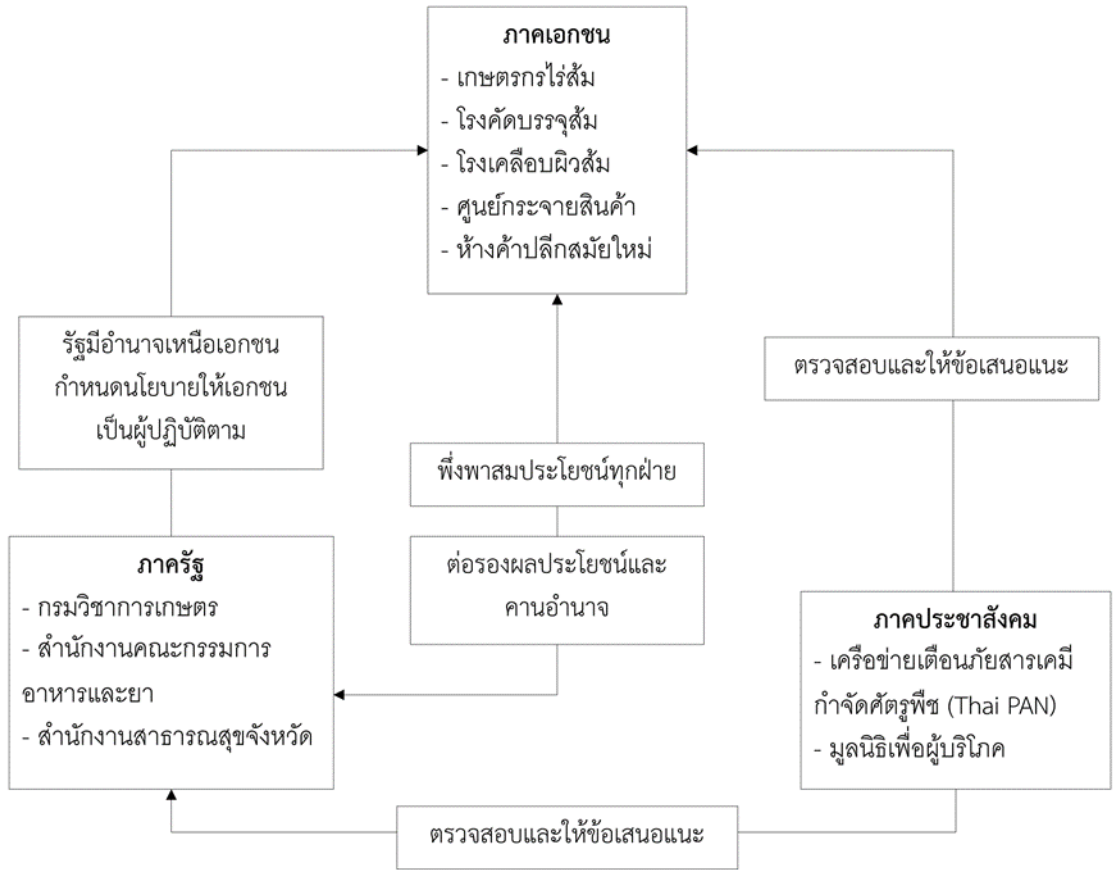 ภาคเอกชน
- เกษตรกรไร่ส้ม
- โรงคัดบรรจุส้ม
- โรงเคลือบผิวส้ม
- ศูนย์กระจายสินค้า
- ห้างค้าปลีกสมัยใหม่
รัฐมีอำนาจเหนือเอกชน
กำหนดนโยบายให้เอกชน
เป็นผู้ปฏิบัติตาม
ตรวจสอบและให้ข้อเสนอแนะ
พึ่งพาสมประโยชน์ทุกฝ่าย
ต่อรองผลประโยชน์และ
คานอำนาจ
ภาครัฐ
- กรมวิชาการเกษตร
- สำนักงานคณะกรรมการ
อาหารและยา
- สำนักงานสาธารณสุขจังหวัด
ภาคประชาสังคม
- เครือข่ายเตือนภัยสารเคมี
กำจัดศัตรูพืช (Thai PAN)
- มูลนิธิเพื่อผู้บริโภค
ตรวจสอบและให้ข้อเสนอแนะ